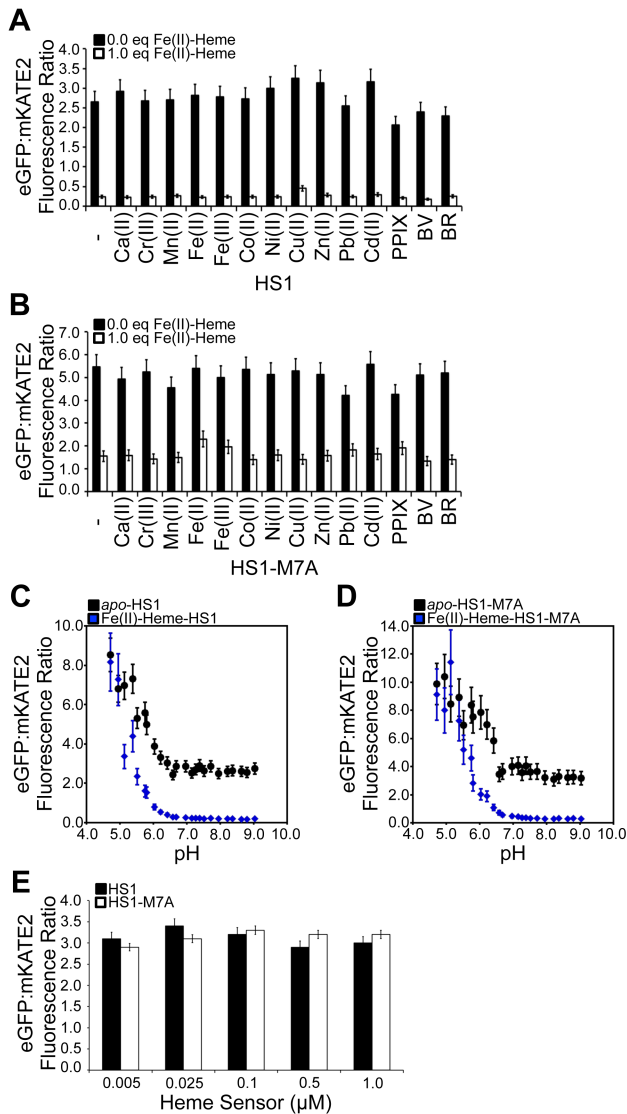 A
0.0 eq Fe(II)-Heme
1.0 eq Fe(II)-Heme
eGFP:mKATE2
Fluorescence Ratio
4.0
3.5
3.0
2.5
2.0
1.5
1.0
0.5
0.0
-
Ca(II)
Cr(III)
Mn(II)
Fe(II)
Fe(III)
Co(II)
Ni(II)
Cu(II)
Zn(II)
Pb(II)
Cd(II)
PPIX
BV
BR
HS1
B
0.0 eq Fe(II)-Heme
1.0 eq Fe(II)-Heme
eGFP:mKATE2
Fluorescence Ratio
7.0
6.0
5.0
4.0
3.0
2.0
1.0
0.0
-
Ca(II)
Cr(III)
Mn(II)
Fe(II)
Fe(III)
Co(II)
Ni(II)
Cu(II)
Zn(II)
Pb(II)
Cd(II)
PPIX
BV
BR
HS1-M7A
C
apo-HS1
Fe(II)-Heme-HS1
eGFP:mKATE2
Fluorescence Ratio
10.0
8.0
6.0
4.0
2.0
0.0
4.0 5.0 6.0 7.0 8.0 9.0 10.0
pH
D
apo-HS1-M7A
Fe(II)-Heme-HS1-M7A
eGFP:mKATE2
Fluorescence Ratio
14.0
12.0
10.0
8.0
6.0
4.0
2.0
0.0
4.0 5.0 6.0 7.0 8.0 9.0 10.0
pH
E
HS1
HS1-M7A
eGFP:mKATE2
Fluorescence Ratio
4.0
3.5
3.0
2.5
2.0
1.5
1.0
0.5
0.0
0.005 0.025 0.1 0.5 1.0
Heme Sensor (µM)